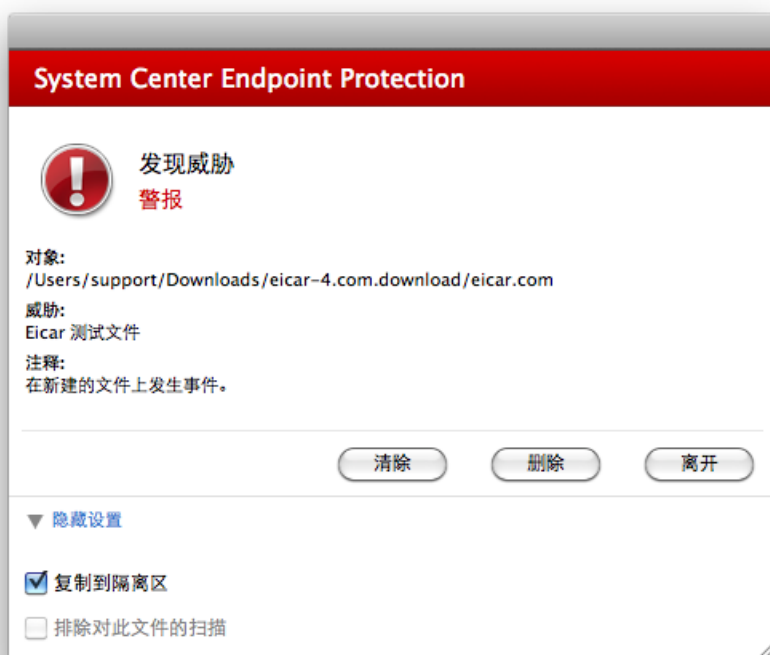 System Center Endpoint Protection
发现威胁
警报
对象:
/Users/support/Downloads/eicar-4.com.download/eicar.com
威胁:
Eicar 测试文件
注释:
在新建的文件上发生事件。
清除 删除 离开
隐藏设置
复制到隔离区
排除对此文件的扫描